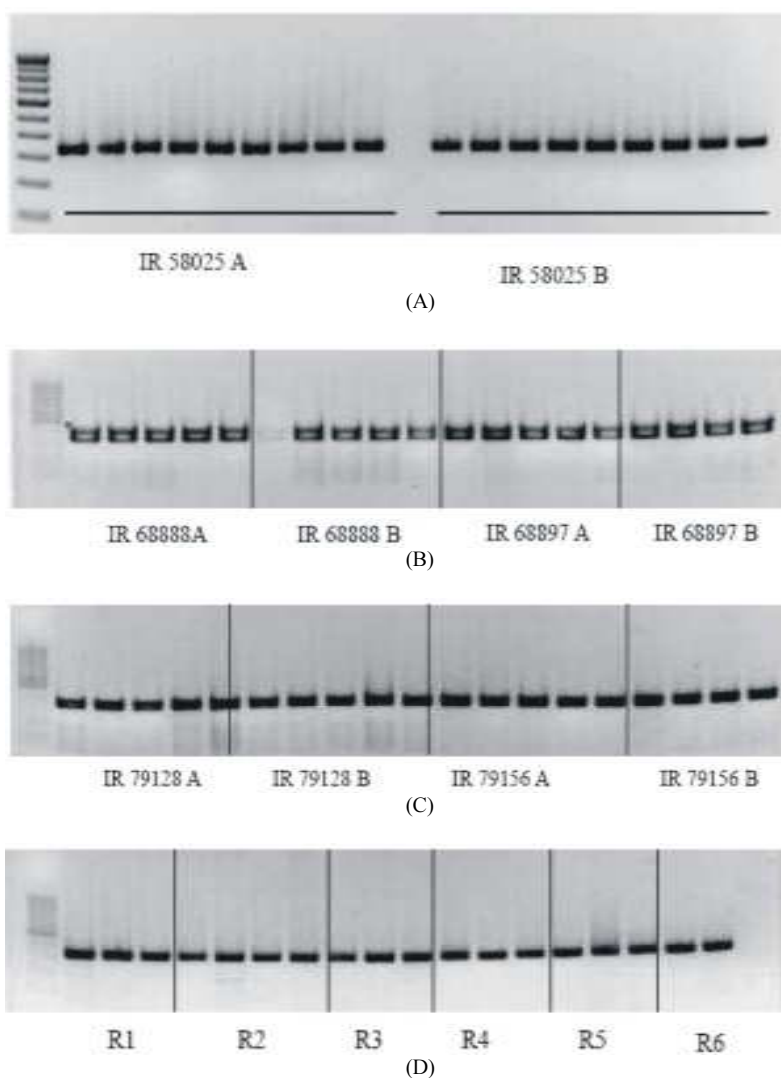 IR 58025 A
IR 58025 B
(A)
IR 68888A IR 68888 B IR 68897 A IR 68897 B
(B)
IR 79128 A IR 79128 B IR 79156 A IR 79156 B
(C)
R1 R2 R3 R4 R5 R6
(D)